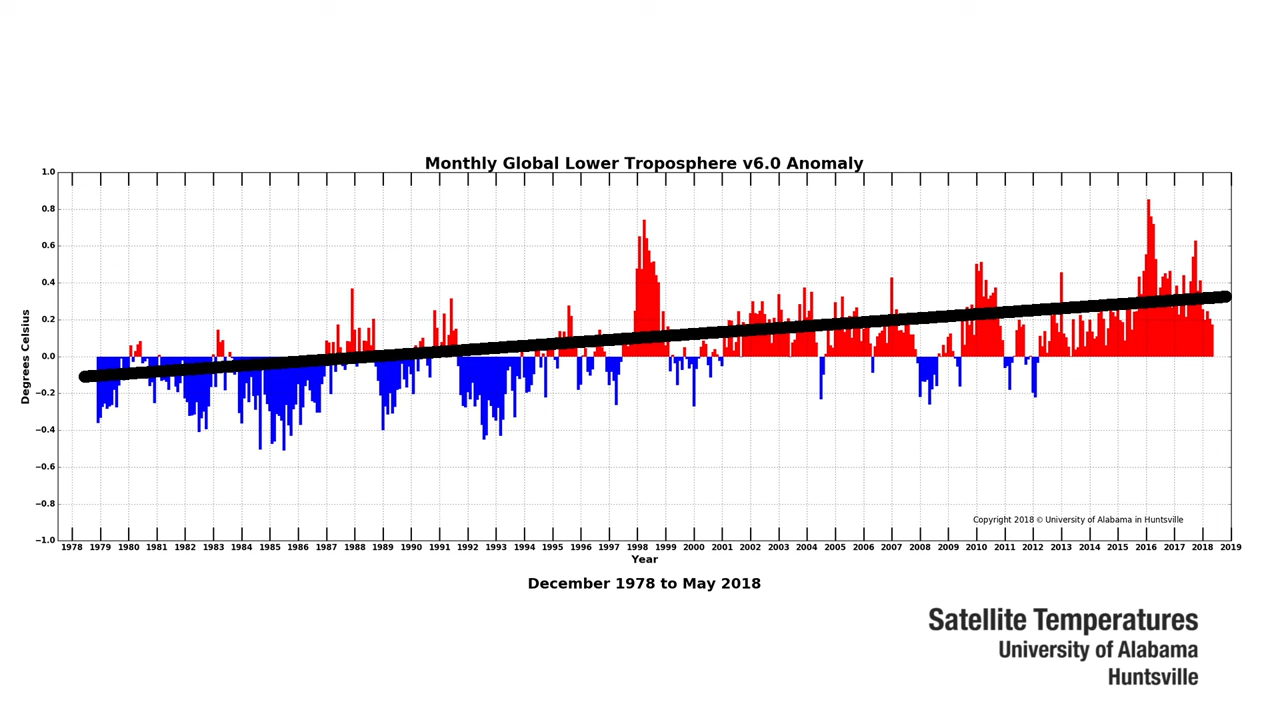 Monthly Global Lower Troposphere v6.0 Anomaly
1.0
0.8
0.6
0.4
0.2
0.0
−0.2
−0.4
−0.6
−0.8
−1.0
Degrees Celsius
Copyright 2018 © University of Alabama in Huntsville
1978 1979 1980 1981 1982 1983 1984 1985 1986 1987 1988 1989 1990 1991 1992 1993 1994 1995 1996 1997 1998 1999 2000 2001 2002 2003 2004 2005 2006 2007 2008 2009 2010 2011 2012 2013 2014 2015 2016 2017 2018 2019
Year
December 1978 to May 2018
Satellite Temperatures
University of Alabama
Huntsville